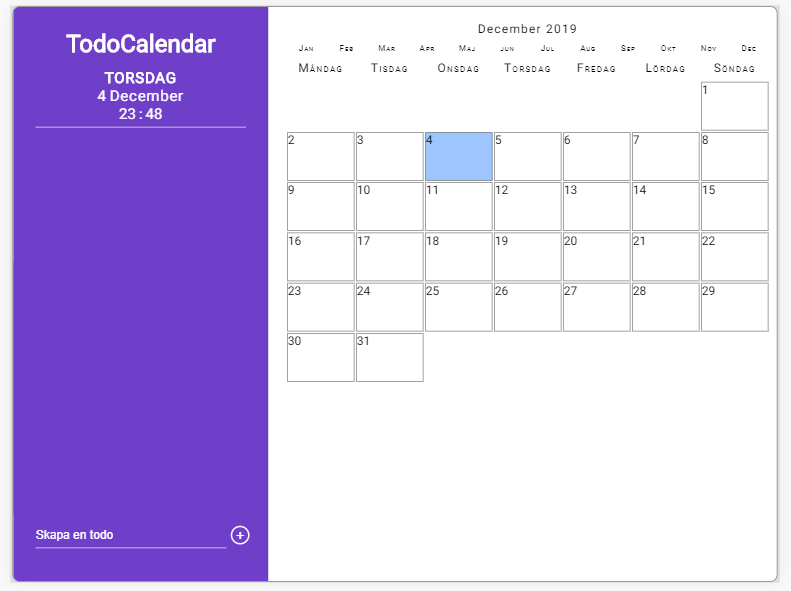 TodoCalendar
TORSDAG
4 December
23 : 48
Skapa en todo
December 2019
Jan Feb Mar Apr Maj jun Jul Aug Sep Okt Nov Dec
Måndag Tisdag Onsdag Torsdag Fredag Lördag Söndag
1
2 3 4 5 6 7 8
9 10 11 12 13 14 15
16 17 18 19 20 21 22
23 24 25 26 27 28 29
30 31